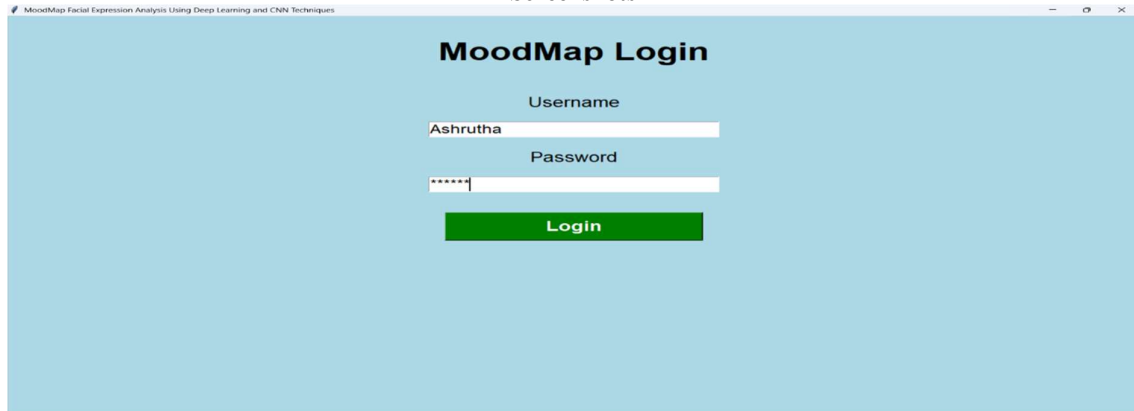 MoodMap Facial Expression Analysis Using Deep Learning and CNN Techniques
MoodMap Login
Username
Ashrutha
Password
******
Login